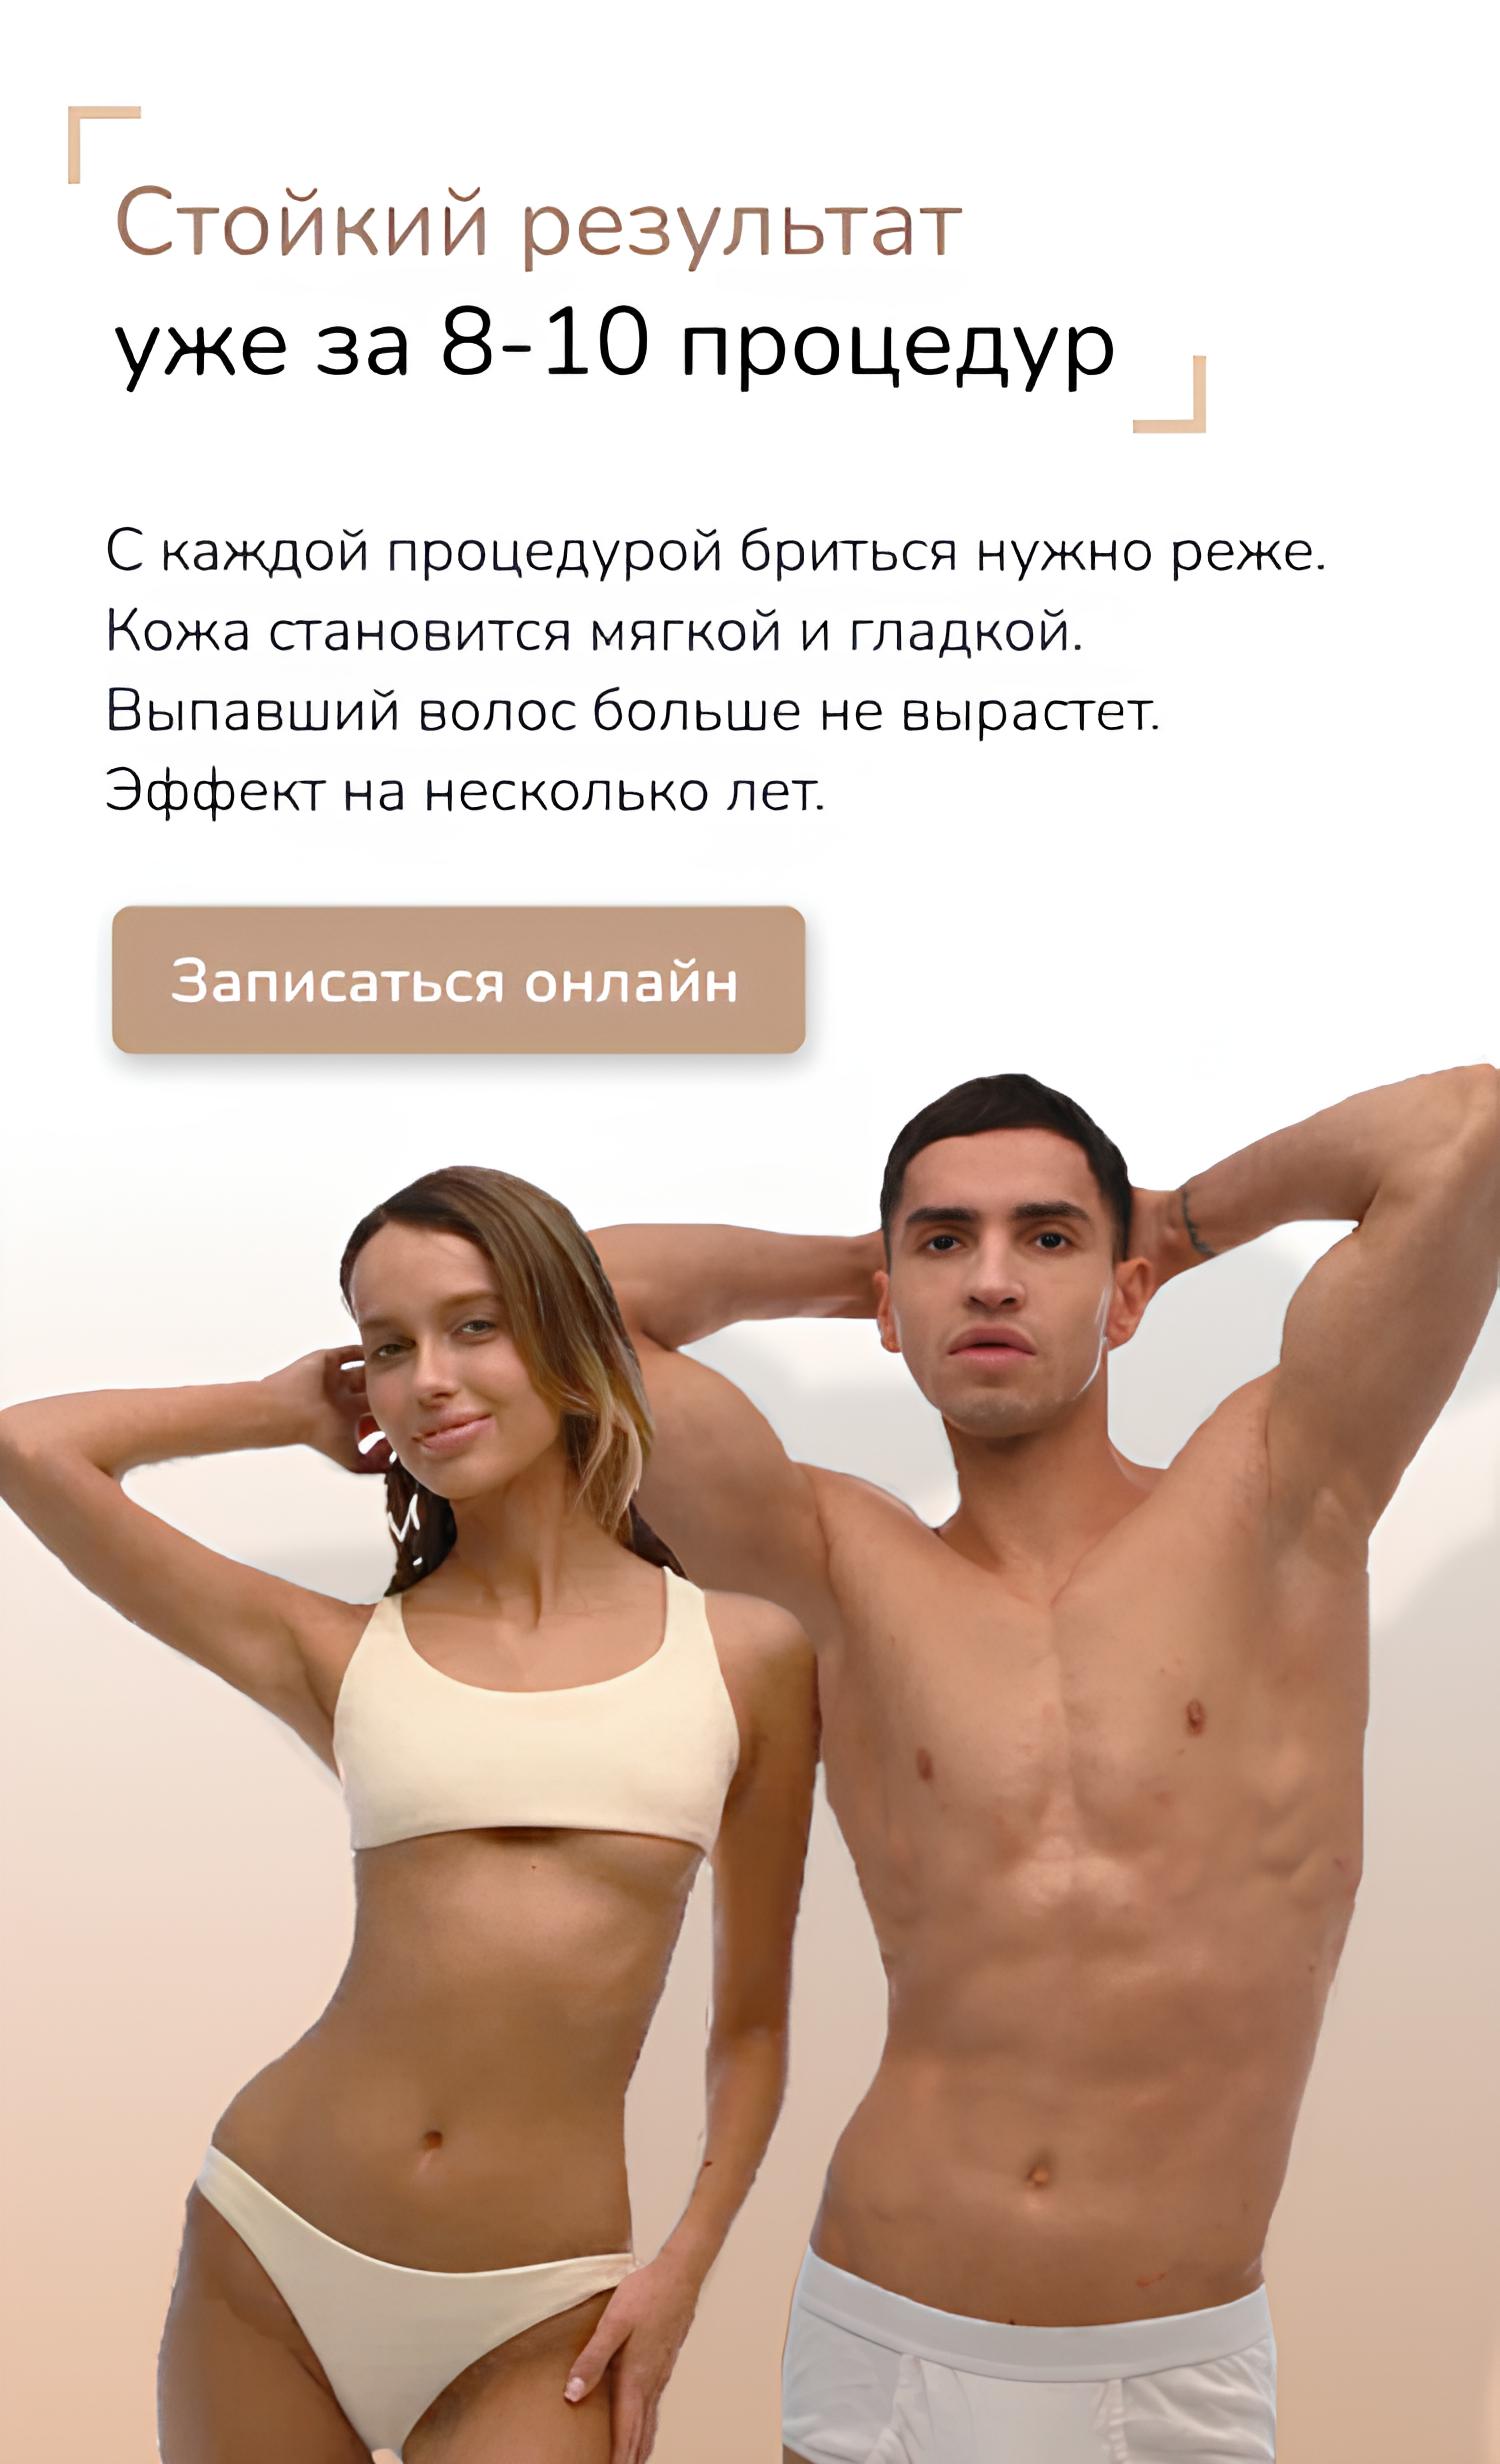 Стойкий результат
уже за 8-10 процедур
С каждой процедурой бриться нужно реже.
Кожа становится мягкой и гладкой.
Выпавший волос больше не вырастет.
Эффект на несколько лет.
Записаться онлайн